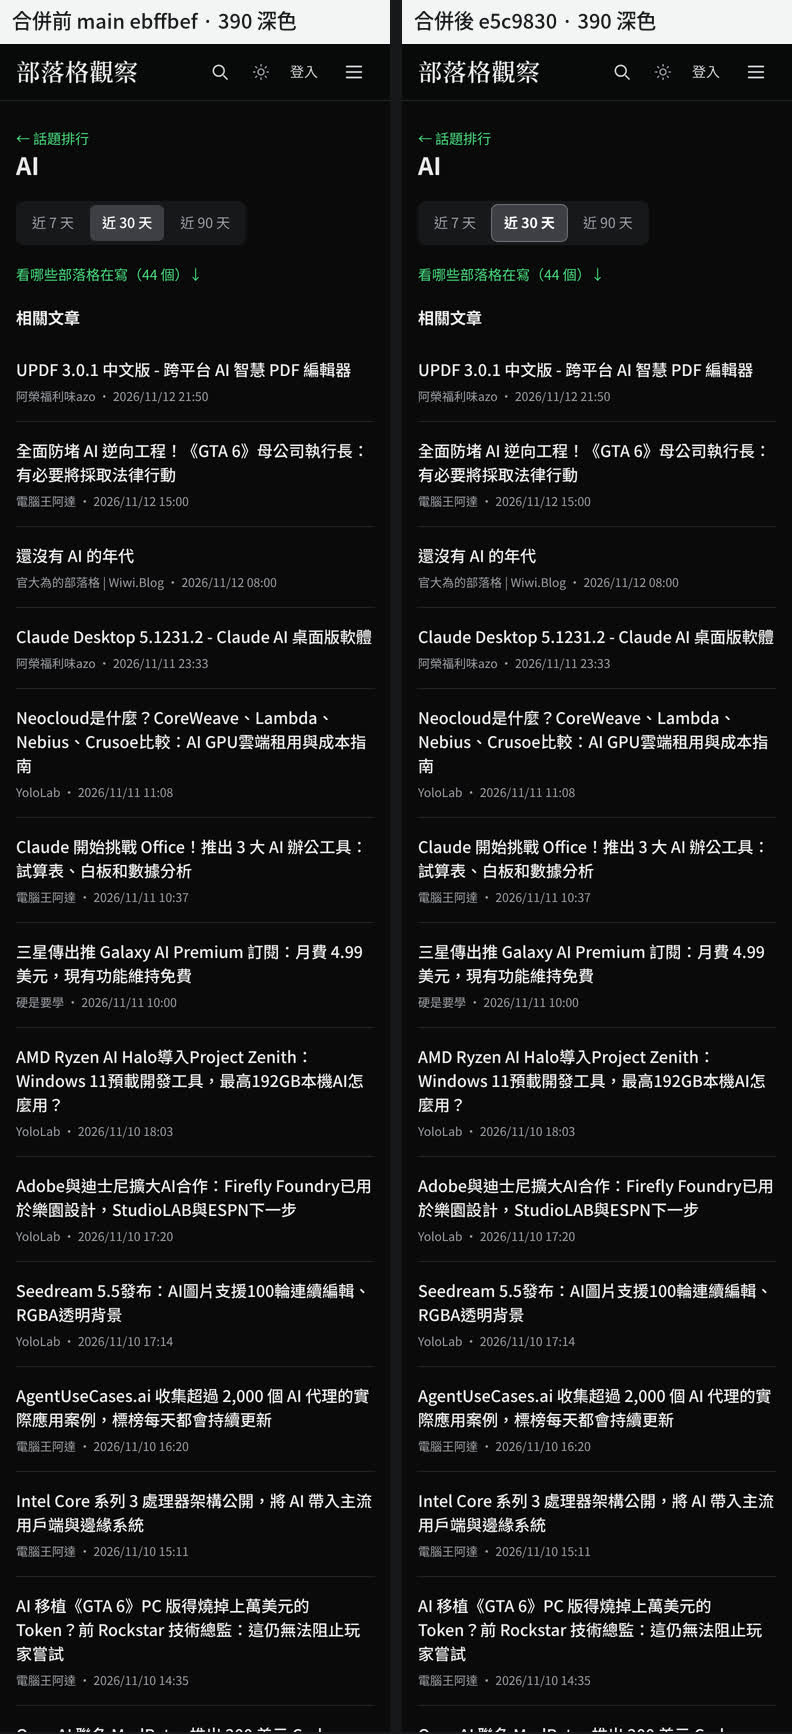 合併前 main ebffbef · 390 深色
部落格觀察
登入
← 話題排行
AI
近 7 天
近 30 天
近 90 天
看哪些部落格在寫（44 個）↓
相關文章
UPDF 3.0.1 中文版 - 跨平台 AI 智慧 PDF 編輯器
阿榮福利味azo · 2026/11/12 21:50
全面防堵 AI 逆向工程！《GTA 6》母公司執行長：
有必要將採取法律行動
電腦王阿達 · 2026/11/12 15:00
還沒有 AI 的年代
官大為的部落格 | Wiwi.Blog · 2026/11/12 08:00
Claude Desktop 5.1231.2 - Claude AI 桌面版軟體
阿榮福利味azo · 2026/11/11 23:33
Neocloud是什麼？CoreWeave、Lambda、
Nebius、Crusoe比較：AI GPU雲端租用與成本指
南
YoloLab · 2026/11/11 11:08
Claude 開始挑戰 Office！推出 3 大 AI 辦公工具：
試算表、白板和數據分析
電腦王阿達 · 2026/11/11 10:37
三星傳出推 Galaxy AI Premium 訂閱：月費 4.99
美元，現有功能維持免費
硬是要學 · 2026/11/11 10:00
AMD Ryzen AI Halo導入Project Zenith：
Windows 11預載開發工具，最高192GB本機AI怎
麼用？
YoloLab · 2026/11/10 18:03
Adobe與迪士尼擴大AI合作：Firefly Foundry已用
於樂園設計，StudioLAB與ESPN下一步
YoloLab · 2026/11/10 17:20
Seedream 5.5發布：AI圖片支援100輪連續編輯、
RGBA透明背景
YoloLab · 2026/11/10 17:14
AgentUseCases.ai 收集超過 2,000 個 AI 代理的實
際應用案例，標榜每天都會持續更新
電腦王阿達 · 2026/11/10 16:20
Intel Core 系列 3 處理器架構公開，將 AI 帶入主流
用戶端與邊緣系統
電腦王阿達 · 2026/11/10 15:11
AI 移植《GTA 6》PC 版得燒掉上萬美元的
Token？前 Rockstar 技術總監：這仍無法阻止玩
家嘗試
電腦王阿達 · 2026/11/10 14:35
合併後 e5c9830 · 390 深色
部落格觀察
登入
← 話題排行
AI
近 7 天
近 30 天
近 90 天
看哪些部落格在寫（44 個）↓
相關文章
UPDF 3.0.1 中文版 - 跨平台 AI 智慧 PDF 編輯器
阿榮福利味azo · 2026/11/12 21:50
全面防堵 AI 逆向工程！《GTA 6》母公司執行長：
有必要將採取法律行動
電腦王阿達 · 2026/11/12 15:00
還沒有 AI 的年代
官大為的部落格 | Wiwi.Blog · 2026/11/12 08:00
Claude Desktop 5.1231.2 - Claude AI 桌面版軟體
阿榮福利味azo · 2026/11/11 23:33
Neocloud是什麼？CoreWeave、Lambda、
Nebius、Crusoe比較：AI GPU雲端租用與成本指
南
YoloLab · 2026/11/11 11:08
Claude 開始挑戰 Office！推出 3 大 AI 辦公工具：
試算表、白板和數據分析
電腦王阿達 · 2026/11/11 10:37
三星傳出推 Galaxy AI Premium 訂閱：月費 4.99
美元，現有功能維持免費
硬是要學 · 2026/11/11 10:00
AMD Ryzen AI Halo導入Project Zenith：
Windows 11預載開發工具，最高192GB本機AI怎
麼用？
YoloLab · 2026/11/10 18:03
Adobe與迪士尼擴大AI合作：Firefly Foundry已用
於樂園設計，StudioLAB與ESPN下一步
YoloLab · 2026/11/10 17:20
Seedream 5.5發布：AI圖片支援100輪連續編輯、
RGBA透明背景
YoloLab · 2026/11/10 17:14
AgentUseCases.ai 收集超過 2,000 個 AI 代理的實
際應用案例，標榜每天都會持續更新
電腦王阿達 · 2026/11/10 16:20
Intel Core 系列 3 處理器架構公開，將 AI 帶入主流
用戶端與邊緣系統
電腦王阿達 · 2026/11/10 15:11
AI 移植《GTA 6》PC 版得燒掉上萬美元的
Token？前 Rockstar 技術總監：這仍無法阻止玩
家嘗試
電腦王阿達 · 2026/11/10 14:35